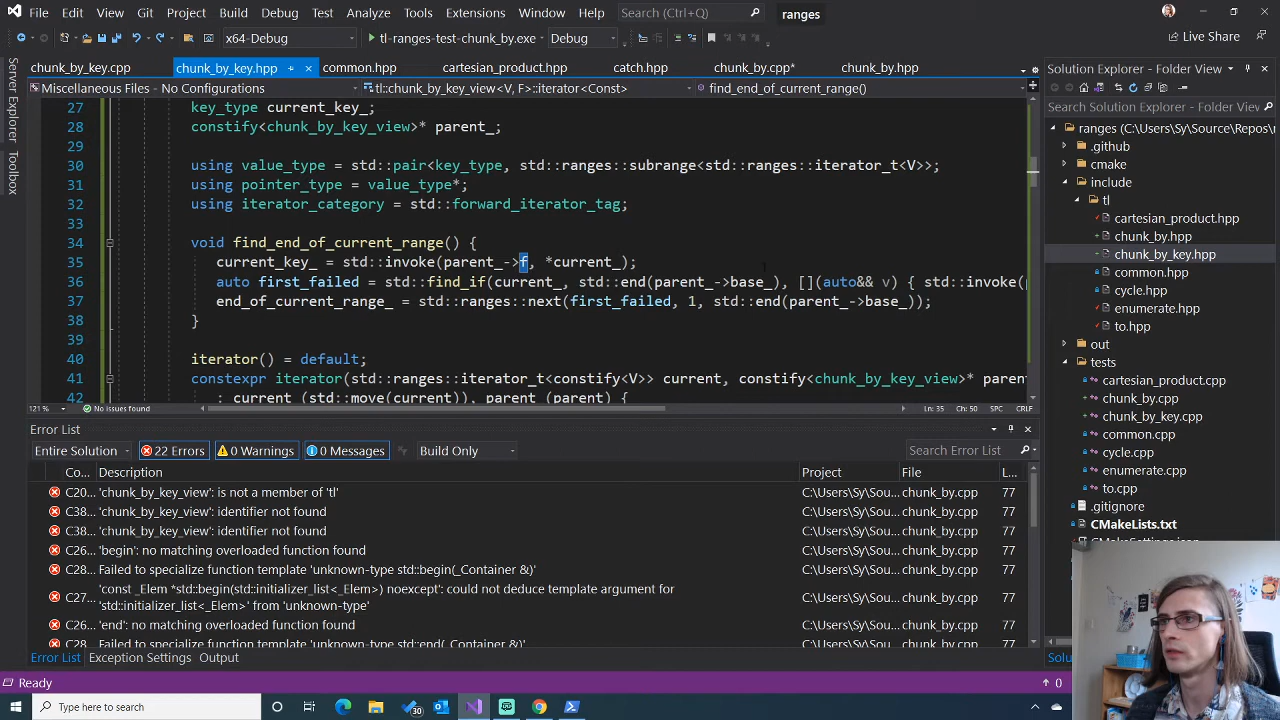 File Edit View Git Project Build Debug Test Analyze Tools Extensions Window Help Search (Ctrl+Q) ranges
x64-Debug tl-ranges-test-chunk_by.exe Debug Live Share
Server Explorer
Toolbox
chunk_by_key.cpp chunk_by_key.hpp common.hpp cartesian_product.hpp catch.hpp chunk_by.cpp* chunk_by.hpp
Miscellaneous Files - No Configurations tl::chunk_by_key_view<V, F>::iterator<Const> find_end_of_current_range()
27 key_type current_key_;
28 constify<chunk_by_key_view>* parent_;
29
30 using value_type = std::pair<key_type, std::ranges::subrange<std::ranges::iterator_t<V>>;
31 using pointer_type = value_type*;
32 using iterator_category = std::forward_iterator_tag;
33
34 void find_end_of_current_range() {
35 current_key_ = std::invoke(parent_->f, *current_);
36 auto first_failed = std::find_if(current_, std::end(parent_->base_), [](auto&& v) { std::invoke(
37 end_of_current_range_ = std::ranges::next(first_failed, 1, std::end(parent_->base_));
38 }
39
40 iterator() = default;
41 constexpr iterator(std::ranges::iterator_t<constify<V>> current, constify<chunk_by_key_view>* paren
42 : current_(std::move(current)), parent_(parent) {
121 % No issues found Ln: 35 Ch: 50 SPC CRLF
Error List
Entire Solution 22 Errors 0 Warnings 0 Messages Build Only Search Error List
Co... Description Project File L...
C20... 'chunk_by_key_view': is not a member of 'tl' C:\Users\Sy\Sou... chunk_by.cpp 77
C38... 'chunk_by_key_view': identifier not found C:\Users\Sy\Sou... chunk_by.cpp 77
C38... 'chunk_by_key_view': identifier not found C:\Users\Sy\Sou... chunk_by.cpp 77
C26... 'begin': no matching overloaded function found C:\Users\Sy\Sou... chunk_by.cpp 77
C28... Failed to specialize function template 'unknown-type std::begin(_Container &)' C:\Users\Sy\Sou... chunk_by.cpp 77
C27... 'const _Elem *std::begin(std::initializer_list<_Elem>) noexcept': could not deduce template argument for C:\Users\Sy\Sou... chunk_by.cpp 77
'std::initializer_list<_Elem>' from 'unknown-type'
C26... 'end': no matching overloaded function found C:\Users\Sy\Sou... chunk_by.cpp 77
C28... Failed to specialize function template 'unknown-type std::end(_Container &)' C:\Users\Sy\Sou... chunk_by.cpp 77
Error List Exception Settings Output
Ready 0
Solution Explorer - Folder View
Search Solution Explorer - Folder View
ranges (C:\Users\Sy\Source\Repos\
.github
cmake
include
tl
cartesian_product.hpp
chunk_by.hpp
chunk_by_key.hpp
common.hpp
cycle.hpp
enumerate.hpp
to.hpp
out
tests
cartesian_product.cpp
chunk_by.cpp
chunk_by_key.cpp
common.cpp
cycle.cpp
enumerate.cpp
to.cpp
.gitignore
CMakeLists.txt
Type here to search 30